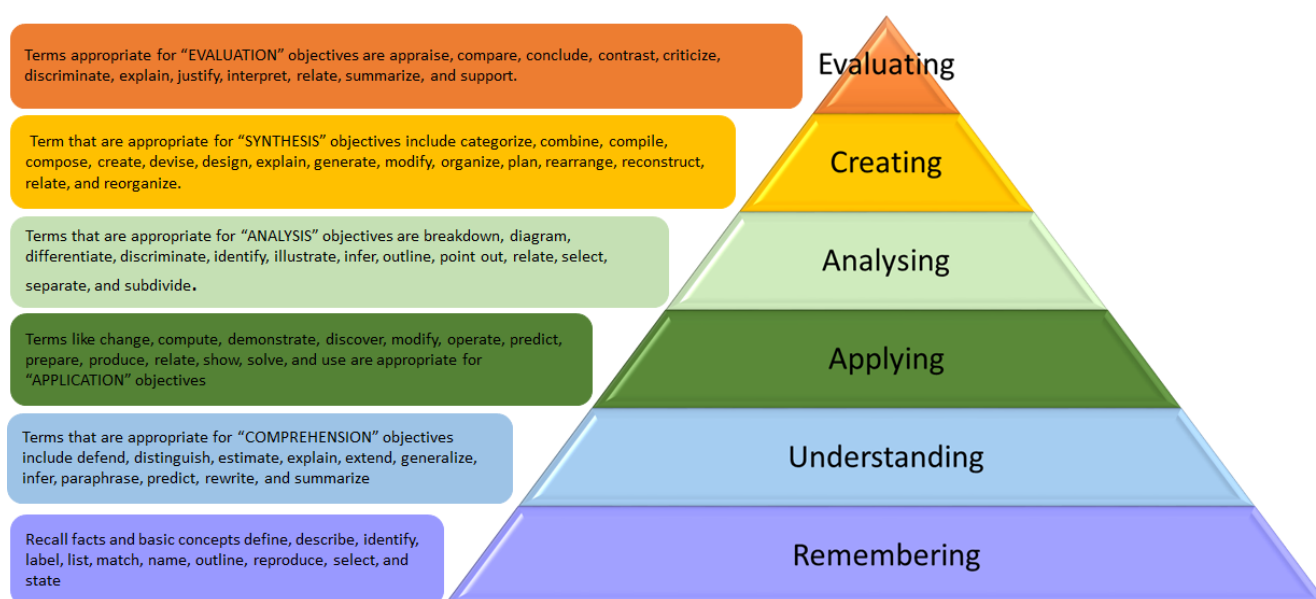 Terms appropriate for “EVALUATION” objectives are appraise, compare, conclude, contrast, criticize,
discriminate, explain, justify, interpret, relate, summarize, and support.
Evaluating
Term that are appropriate for “SYNTHESIS” objectives include categorize, combine, compile,
compose, create, devise, design, explain, generate, modify, organize, plan, rearrange, reconstruct,
relate, and reorganize.
Creating
Terms that are appropriate for “ANALYSIS” objectives are breakdown, diagram,
differentiate, discriminate, identify, illustrate, infer, outline, point out, relate, select,
separate, and subdivide.
Analysing
Terms like change, compute, demonstrate, discover, modify, operate, predict,
prepare, produce, relate, show, solve, and use are appropriate for
“APPLICATION” objectives
Applying
Terms that are appropriate for “COMPREHENSION” objectives
include defend, distinguish, estimate, explain, extend, generalize,
infer, paraphrase, predict, rewrite, and summarize
Understanding
Recall facts and basic concepts define, describe, identify,
label, list, match, name, outline, reproduce, select, and
state
Remembering